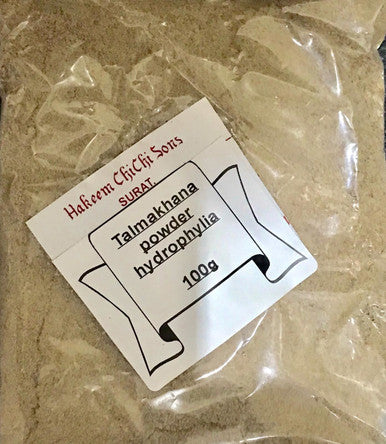 Hakeem ChiChi Sons
SURAT.
Talmakhana
powder
hydrophylia
100g